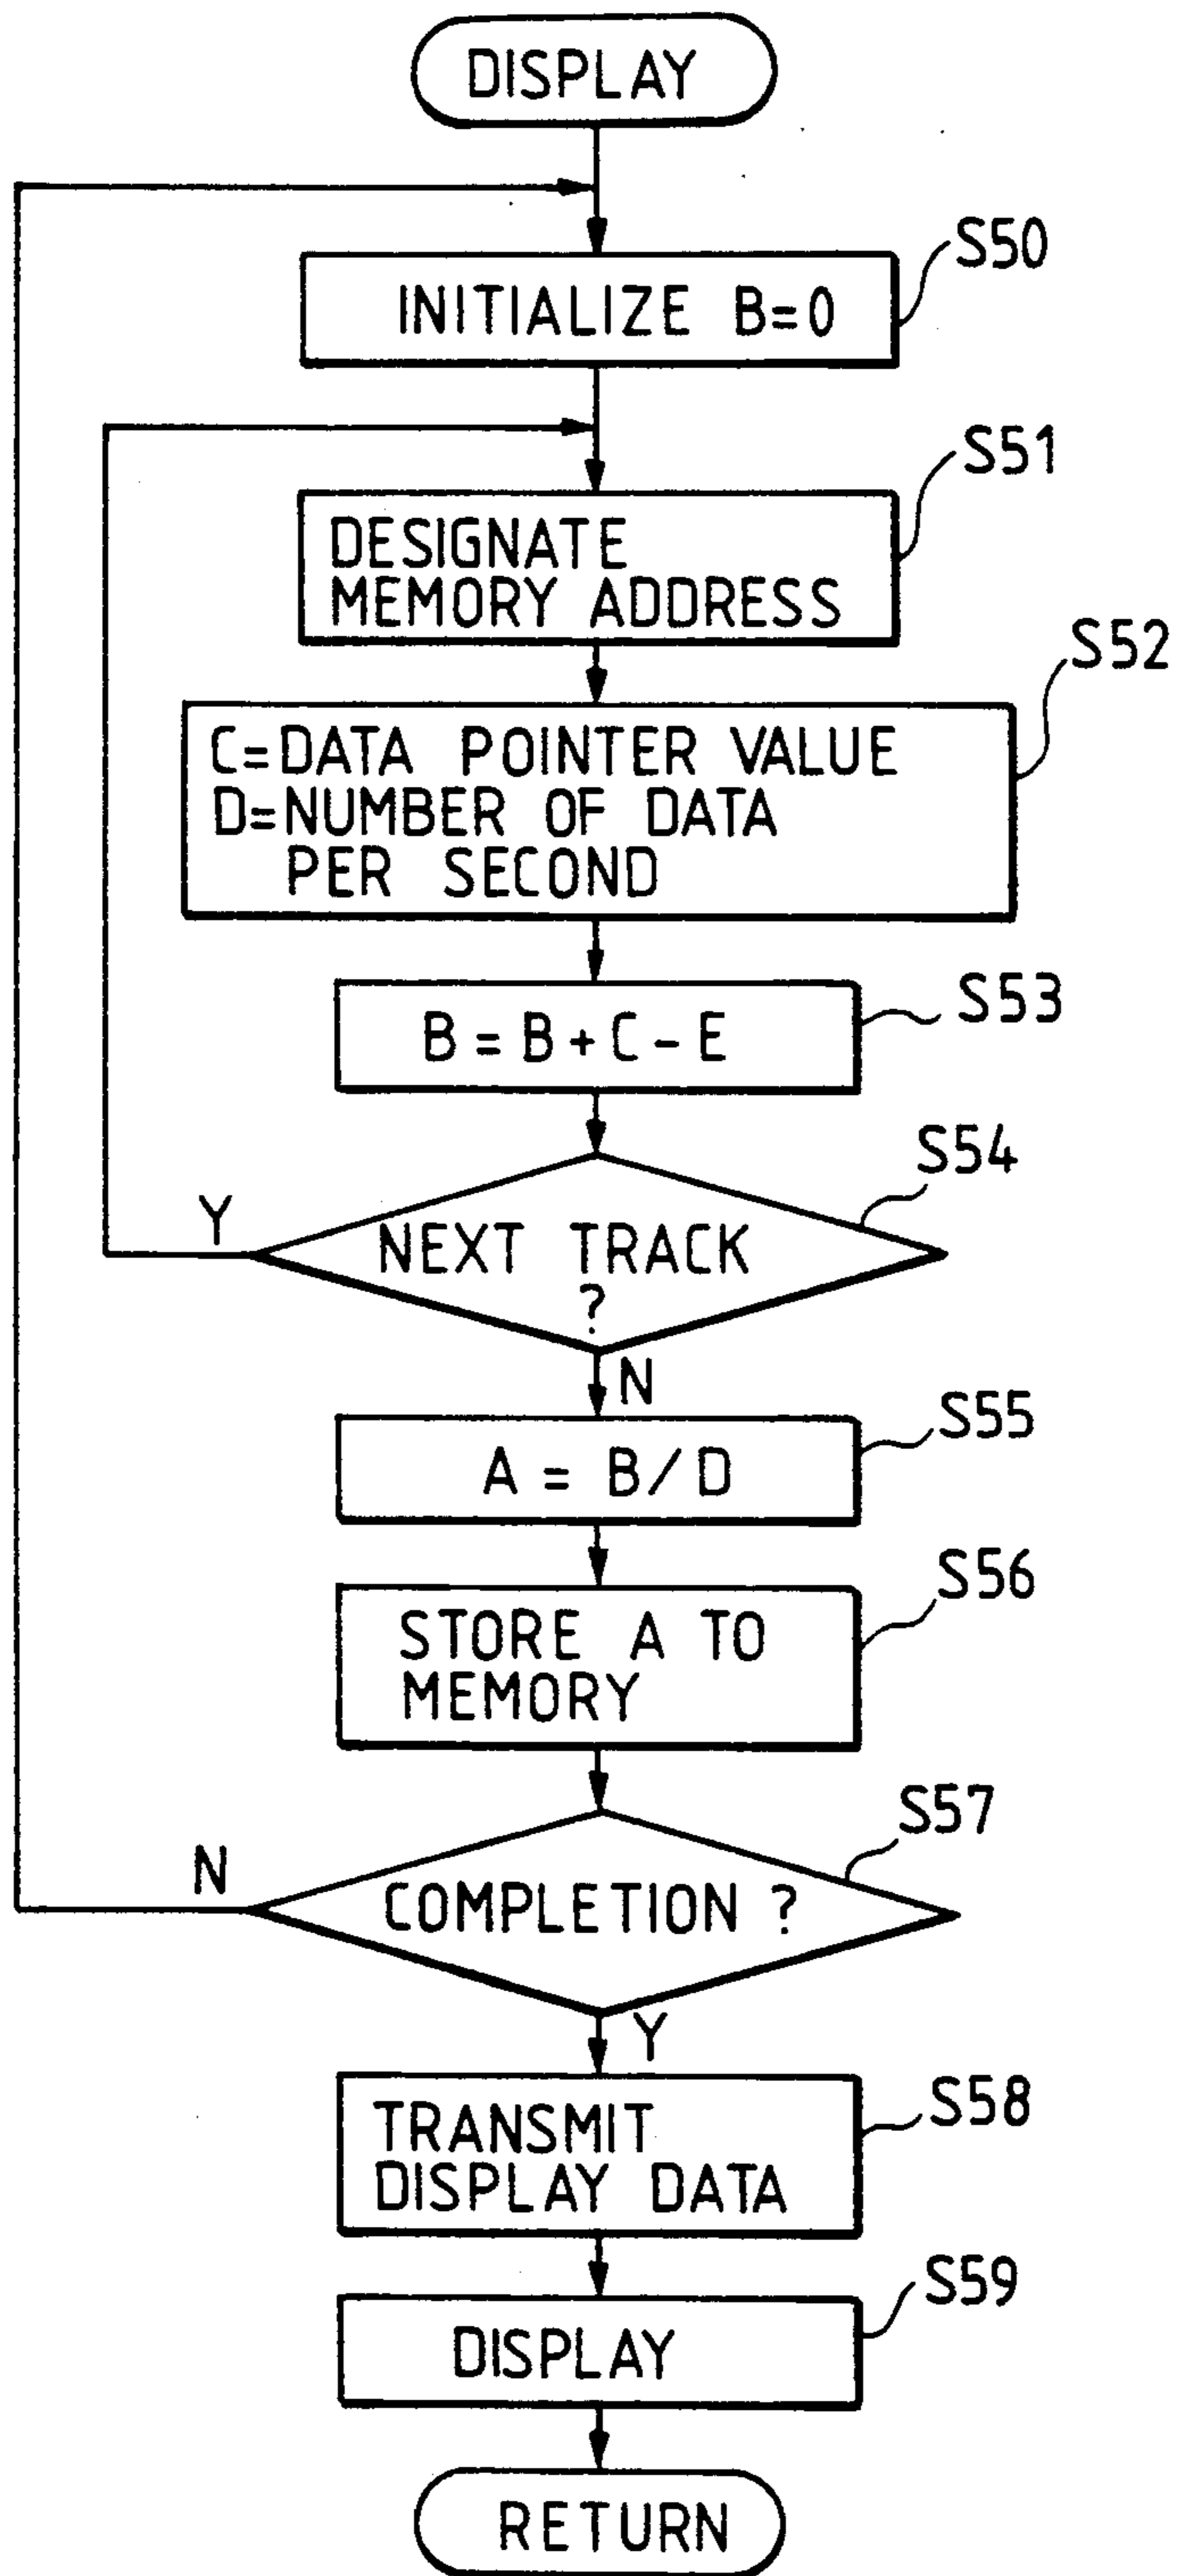 DISPLAY
S50
INITIALIZE B=0
S51
DESIGNATE
MEMORY ADDRESS
S52
C=DATA POINTER VALUE
D=NUMBER OF DATA
PER SECOND
S53
B = B + C - E
S54
Y
NEXT TRACK
?
N
S55
A = B / D
S56
STORE A TO
MEMORY
S57
N
COMPLETION ?
Y
S58
TRANSMIT
DISPLAY DATA
S59
DISPLAY
RETURN